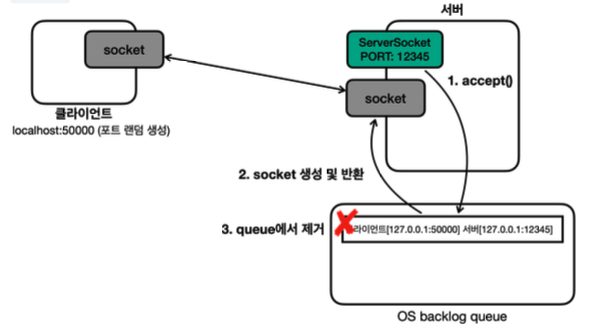 서버
socket
ServerSocket
PORT: 12345
1. accept()
socket
클라이언트
localhost:50000 (포트 랜덤 생성)
2. socket 생성 및 반환
3. queue에서 제거
라이언트[127.0.0.1:50000] 서버[127.0.0.1:12345]
OS backlog queue